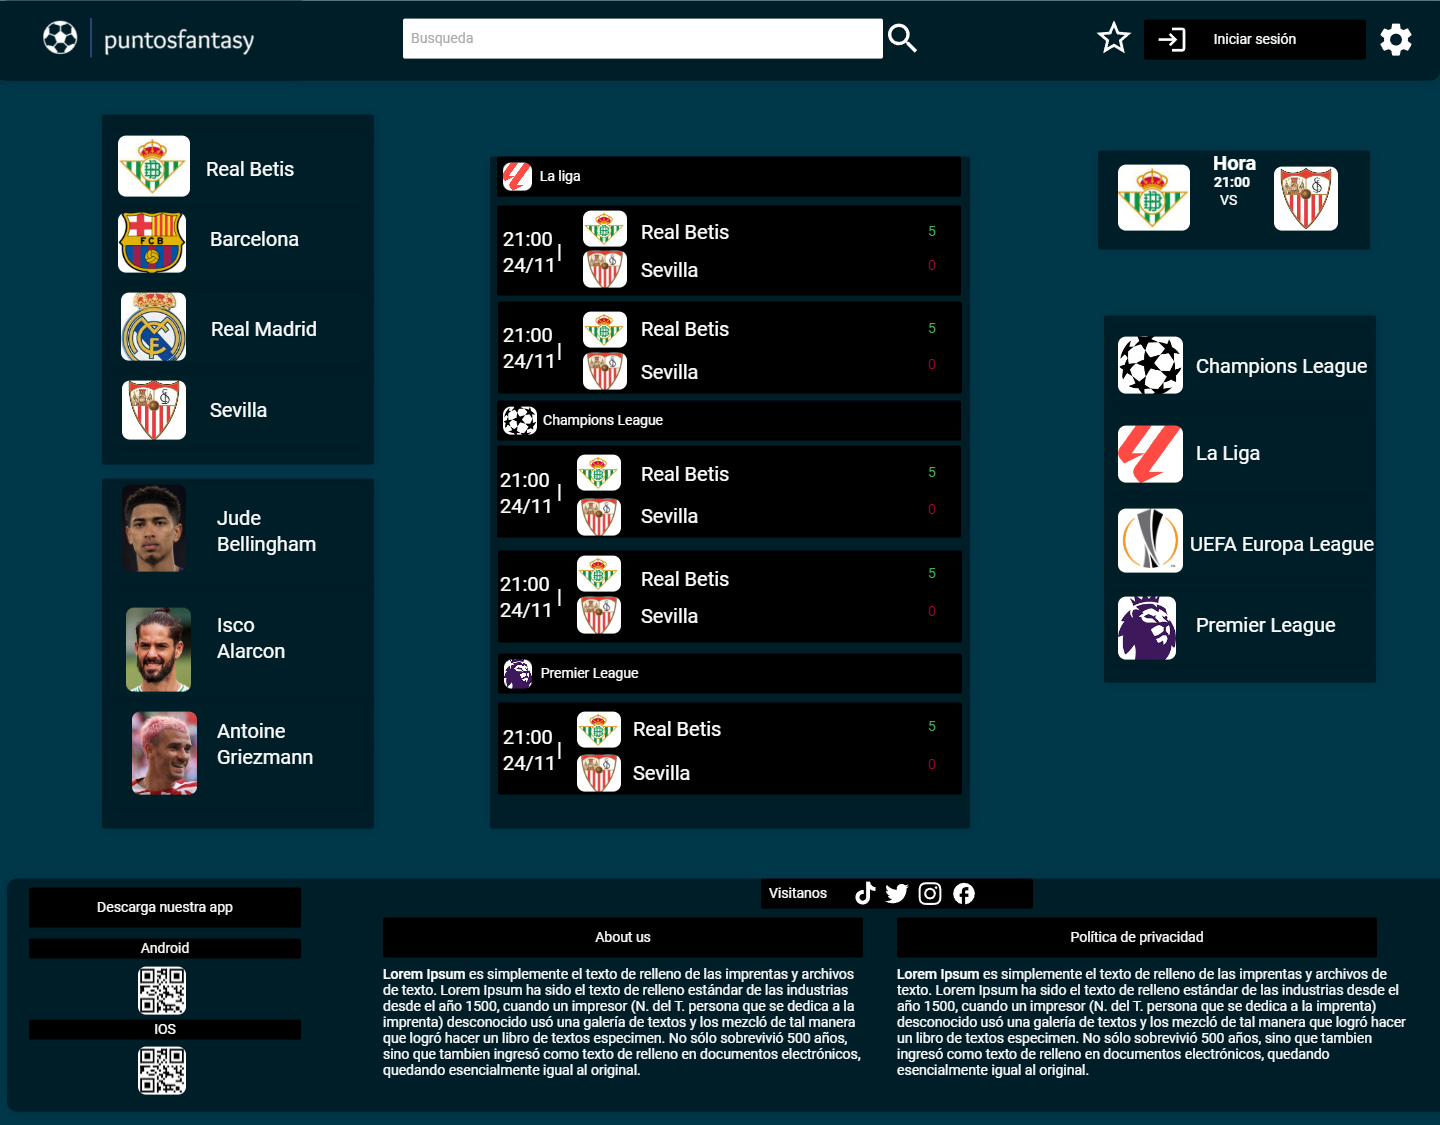 puntosfantasy
Busqueda
Iniciar sesión
Real Betis
Barcelona
FCB
Real Madrid
Sevilla
Jude
Bellingham
Isco
Alarcon
Antoine
Griezmann
La liga
21:00
24/11
|
Real Betis
5
Sevilla
0
21:00
24/11
|
Real Betis
5
Sevilla
0
Champions League
21:00
24/11
|
Real Betis
5
Sevilla
0
21:00
24/11
|
Real Betis
5
Sevilla
0
Premier League
21:00
24/11
|
Real Betis
5
Sevilla
0
Hora
21:00
VS
Champions League
La Liga
UEFA Europa League
Premier League
Descarga nuestra app
Android
IOS
Visitanos
About us
Lorem Ipsum es simplemente el texto de relleno de las imprentas y archivos
de texto. Lorem Ipsum ha sido el texto de relleno estándar de las industrias
desde el año 1500, cuando un impresor (N. del T. persona que se dedica a la
imprenta) desconocido usó una galería de textos y los mezcló de tal manera
que logró hacer un libro de textos especimen. No sólo sobrevivió 500 años,
sino que tambien ingresó como texto de relleno en documentos electrónicos,
quedando esencialmente igual al original.
Política de privacidad
Lorem Ipsum es simplemente el texto de relleno de las imprentas y archivos de
texto. Lorem Ipsum ha sido el texto de relleno estándar de las industrias desde el
año 1500, cuando un impresor (N. del T. persona que se dedica a la imprenta)
desconocido usó una galería de textos y los mezcló de tal manera que logró hacer
un libro de textos especimen. No sólo sobrevivió 500 años, sino que tambien
ingresó como texto de relleno en documentos electrónicos, quedando
esencialmente igual al original.